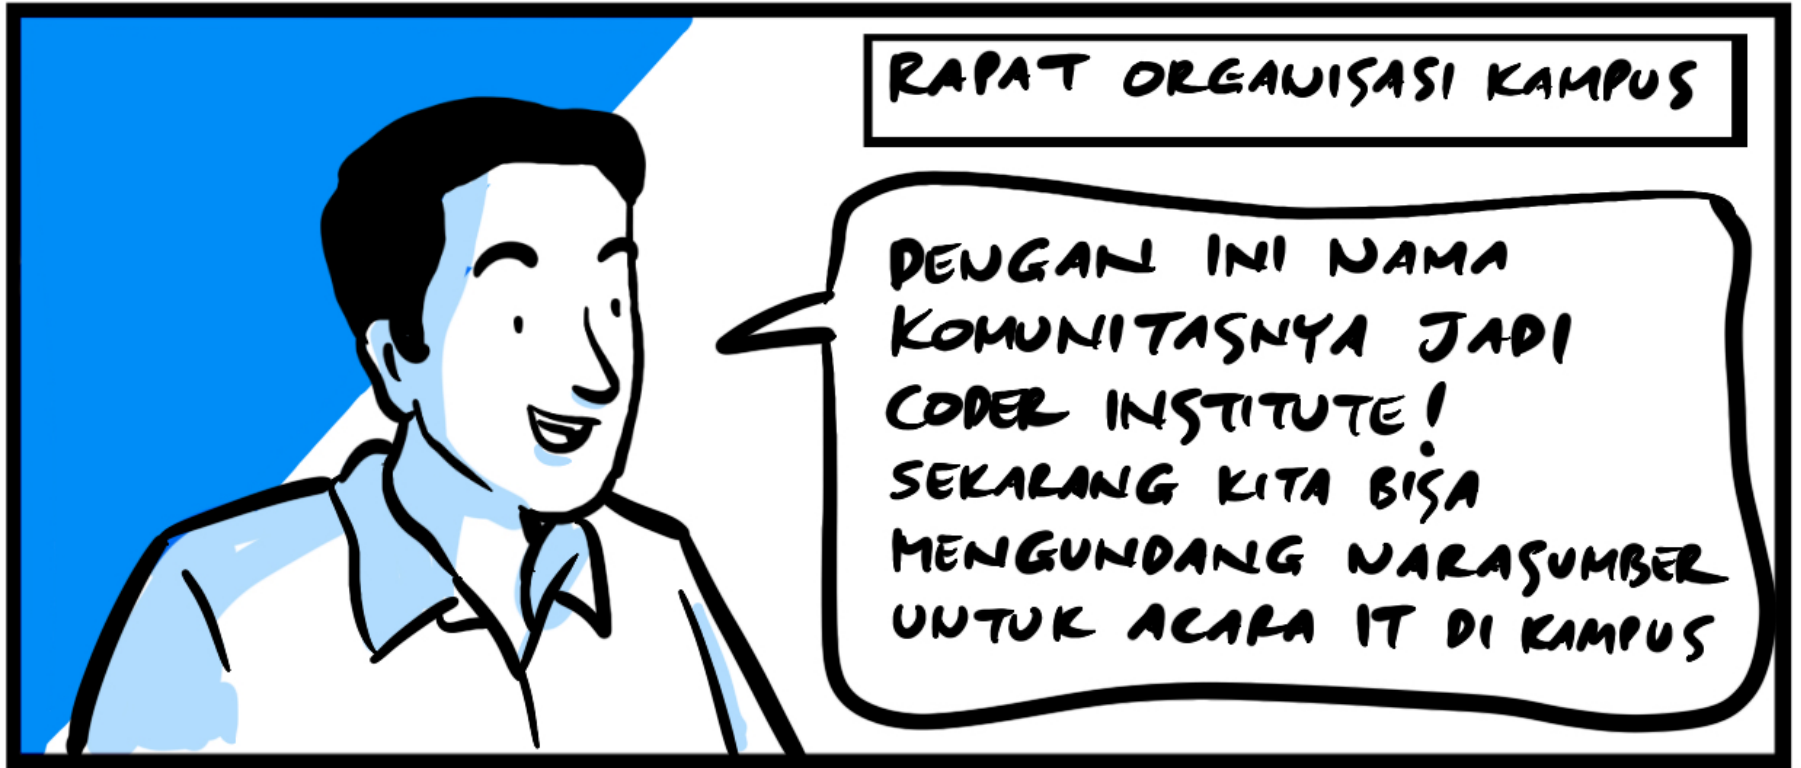 RAPAT ORGANISASI KAMPUS
DENGAN INI NAMA
KOMUNITASNYA JADI
CODER INSTITUTE!
SEKARANG KITA BISA
MENGUNDANG NARASUMBER
UNTUK ACARA IT DI KAMPUS